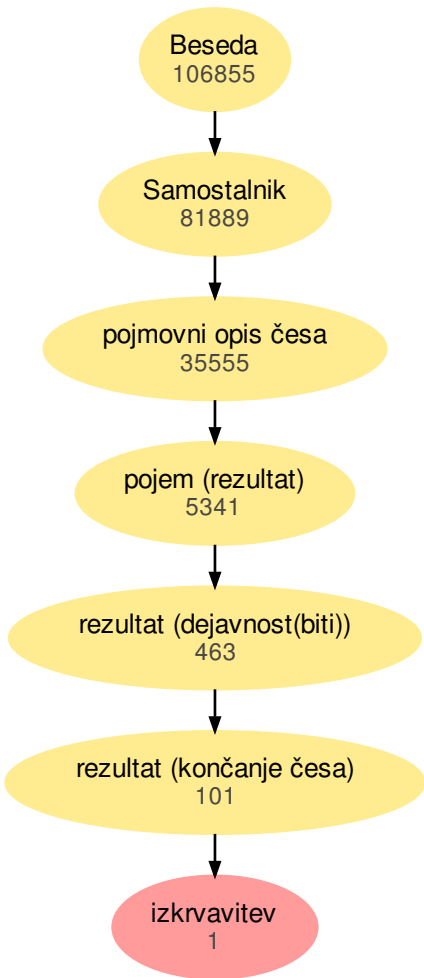 Beseda
106855
Samostalnik
81889
pojmovni opis česa
35555
pojem (rezultat)
5341
rezultat (dejavnost(biti))
463
rezultat (končanje česa)
101
izkrvavitev
1